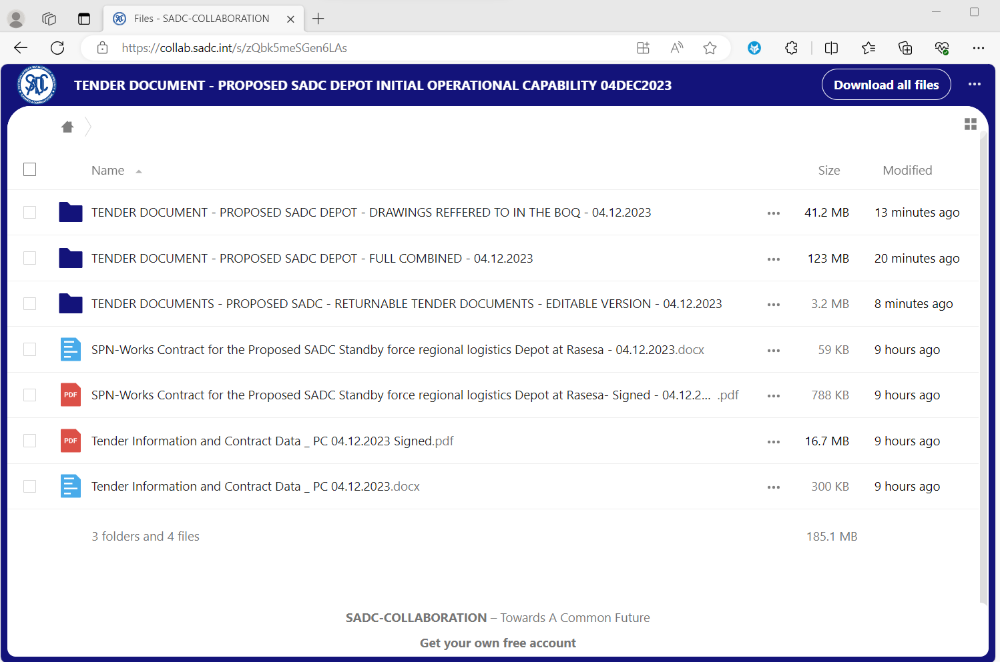 Files - SADC-COLLABORATION
https://collab.sadc.int/s/zQbk5meSGen6LAs
SADC
TENDER DOCUMENT - PROPOSED SADC DEPOT INITIAL OPERATIONAL CAPABILITY 04DEC2023 Download all files
Name Size Modified
TENDER DOCUMENT - PROPOSED SADC DEPOT - DRAWINGS REFFERED TO IN THE BOQ - 04.12.2023 41.2 MB 13 minutes ago
TENDER DOCUMENT - PROPOSED SADC DEPOT - FULL COMBINED - 04.12.2023 123 MB 20 minutes ago
TENDER DOCUMENTS - PROPOSED SADC - RETURNABLE TENDER DOCUMENTS - EDITABLE VERSION - 04.12.2023 3.2 MB 8 minutes ago
SPN-Works Contract for the Proposed SADC Standby force regional logistics Depot at Rasesa - 04.12.2023.docx 59 KB 9 hours ago
PDF SPN-Works Contract for the Proposed SADC Standby force regional logistics Depot at Rasesa- Signed - 04.12.2... .pdf 788 KB 9 hours ago
PDF Tender Information and Contract Data _ PC 04.12.2023 Signed.pdf 16.7 MB 9 hours ago
Tender Information and Contract Data _ PC 04.12.2023.docx 300 KB 9 hours ago
3 folders and 4 files 185.1 MB
SADC-COLLABORATION – Towards A Common Future
Get your own free account